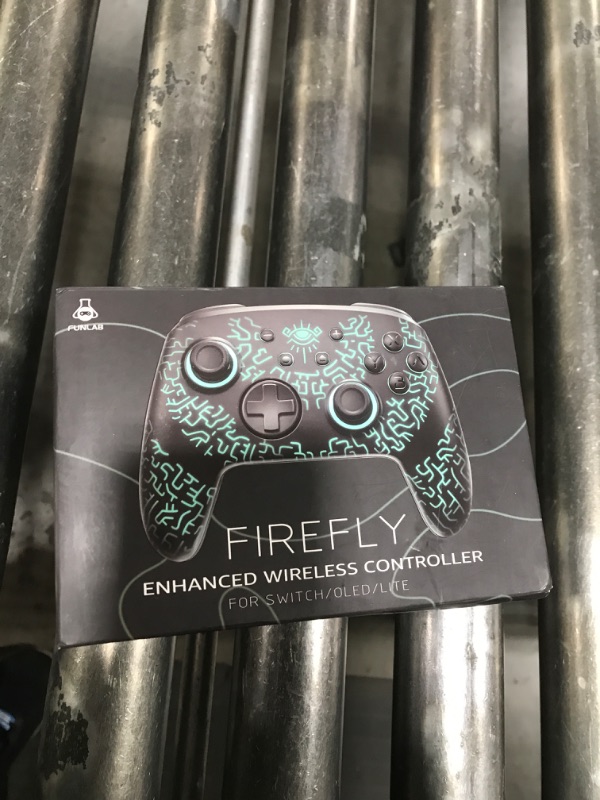 FUNLAB
X
Y
A
B
FIREFLY
ENHANCED WIRELESS CONTROLLER
FOR SWITCH/OLED/LITE